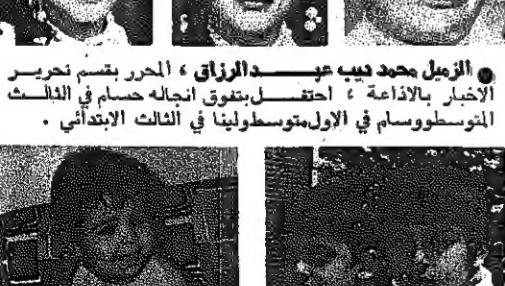 ● الزميل محمد ديب عبد الرزاق ، المحرر بقسم تحرير
الاخبار بالاذاعة ، احتفل بتفوق انجاله حسام في الثالث
المتوسط ووسام في الاول متوسط ولينا في الثالث الابتدائي .